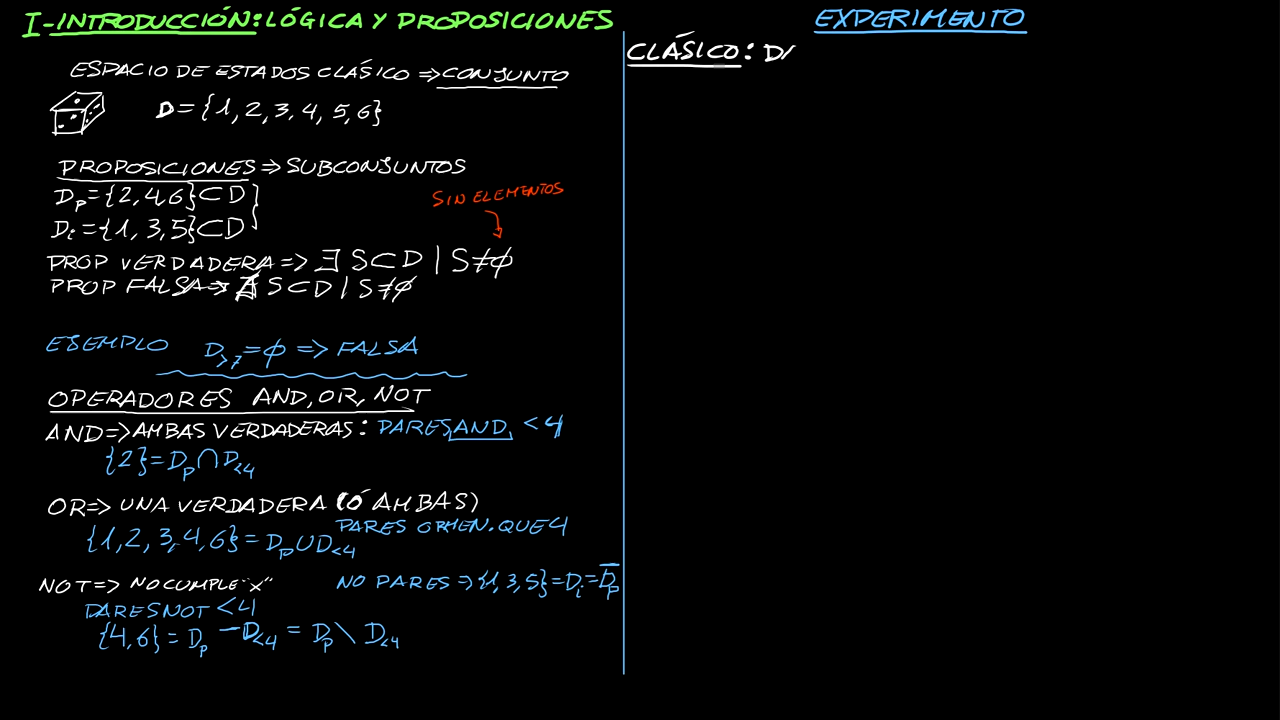 I-INTRODUCCIÓN: LÓGICA Y PROPOSICIONES
ESPACIO DE ESTADOS CLÁSICO ⇒ CONJUNTO
D = {1, 2, 3, 4, 5, 6}
PROPOSICIONES ⇒ SUBCONJUNTOS
Dp = {2, 4, 6} ⊂ D
SIN ELEMENTOS
Di = {1, 3, 5} ⊂ D
PROP VERDADERA => ∃ S⊂D | S≠ϕ
PROP FALSA => ∄ S⊂D | S≠ϕ
EJEMPLO D>7 = ϕ => FALSA
OPERADORES AND, OR, NOT
AND => AMBAS VERDADERAS: PARES AND < 4
{2} = Dp ∩ D<4
OR => UNA VERDADERA (Ó AMBAS)
PARES OR MEN. QUE 4
{1, 2, 3, 4, 6} = Dp ∪ D<4
NOT => NO CUMPLE "X" NO PARES ⇒ {1, 3, 5} = Di = D̅p
PARES NOT < 4
{4, 6} = Dp - D<4 = Dp \ D<4
EXPERIMENTO
CLÁSICO: D/